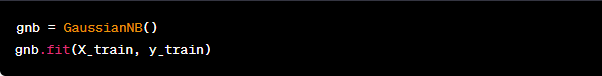 gnb = GaussianNB()
gnb.fit(X_train, y_train)